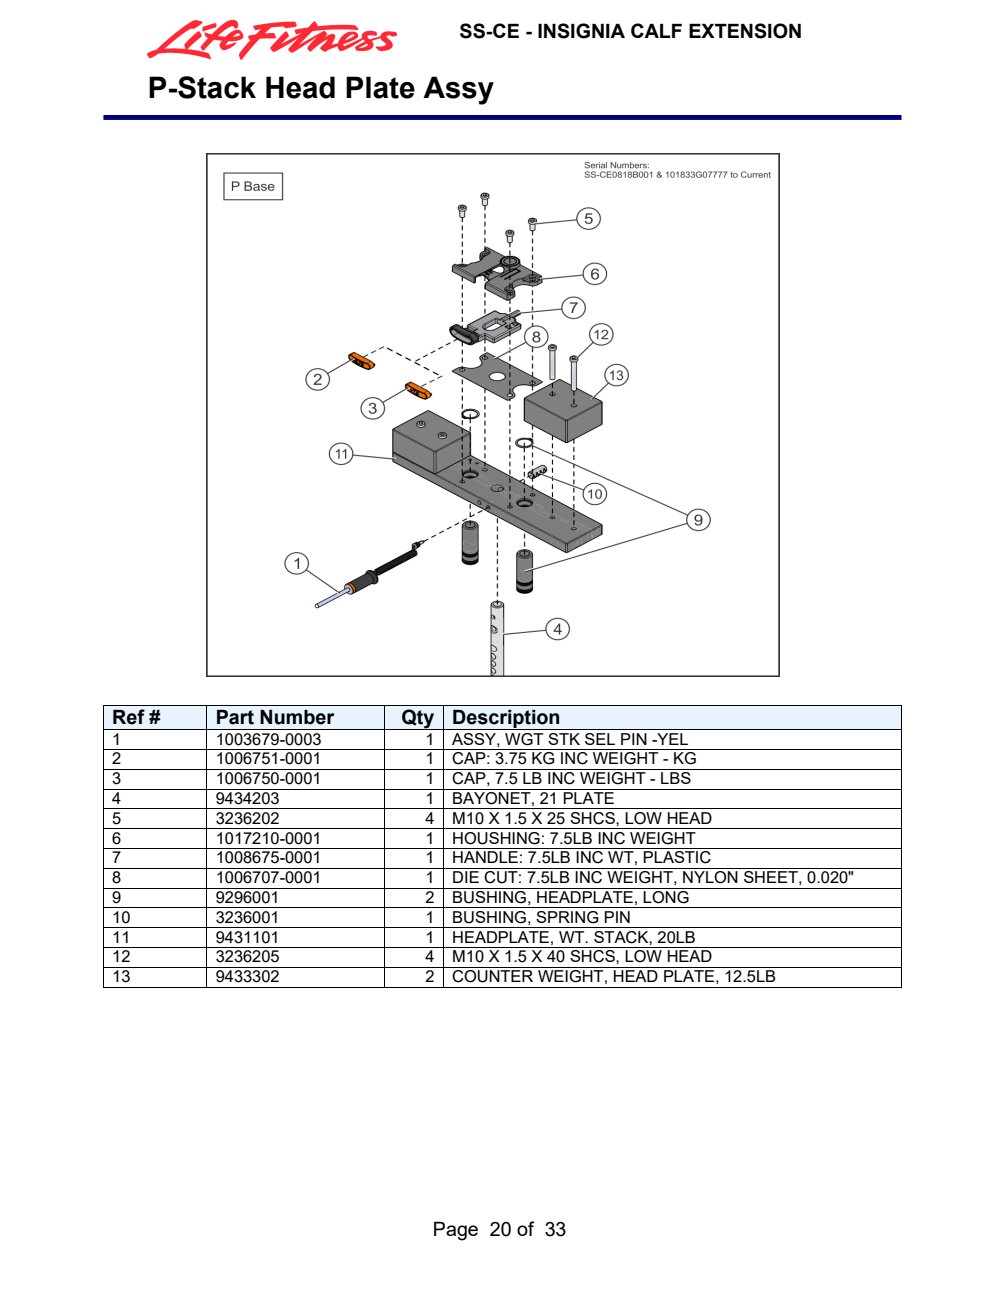 Life Fitness
SS-CE - INSIGNIA CALF EXTENSION
P-Stack Head Plate Assy
Serial Numbers:
SS-CE0818B001 & 101833G07777 to Current
P Base
5
6
7
8
12
2
13
3
11
10
9
1
4
Ref # Part Number Qty Description
1 1003679-0003 1 ASSY, WGT STK SEL PIN -YEL
2 1006751-0001 1 CAP: 3.75 KG INC WEIGHT - KG
3 1006750-0001 1 CAP, 7.5 LB INC WEIGHT - LBS
4 9434203 1 BAYONET, 21 PLATE
5 3236202 4 M10 X 1.5 X 25 SHCS, LOW HEAD
6 1017210-0001 1 HOUSHING: 7.5LB INC WEIGHT
7 1008675-0001 1 HANDLE: 7.5LB INC WT, PLASTIC
8 1006707-0001 1 DIE CUT: 7.5LB INC WEIGHT, NYLON SHEET, 0.020"
9 9296001 2 BUSHING, HEADPLATE, LONG
10 3236001 1 BUSHING, SPRING PIN
11 9431101 1 HEADPLATE, WT. STACK, 20LB
12 3236205 4 M10 X 1.5 X 40 SHCS, LOW HEAD
13 9433302 2 COUNTER WEIGHT, HEAD PLATE, 12.5LB
Page 20 of 33